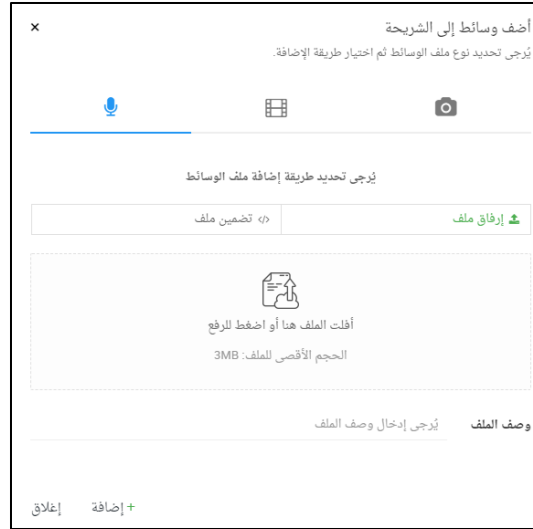 أضف وسائط إلى الشريحة
يُرجى تحديد نوع ملف الوسائط ثم اختيار طريقة الإضافة.
يُرجى تحديد طريقة إضافة ملف الوسائط
إرفاق ملف
تضمين ملف
أفلت الملف هنا أو اضغط للرفع
الحجم الأقصى للملف: 3MB
وصف الملف يُرجى إدخال وصف الملف
+ إضافة إغلاق